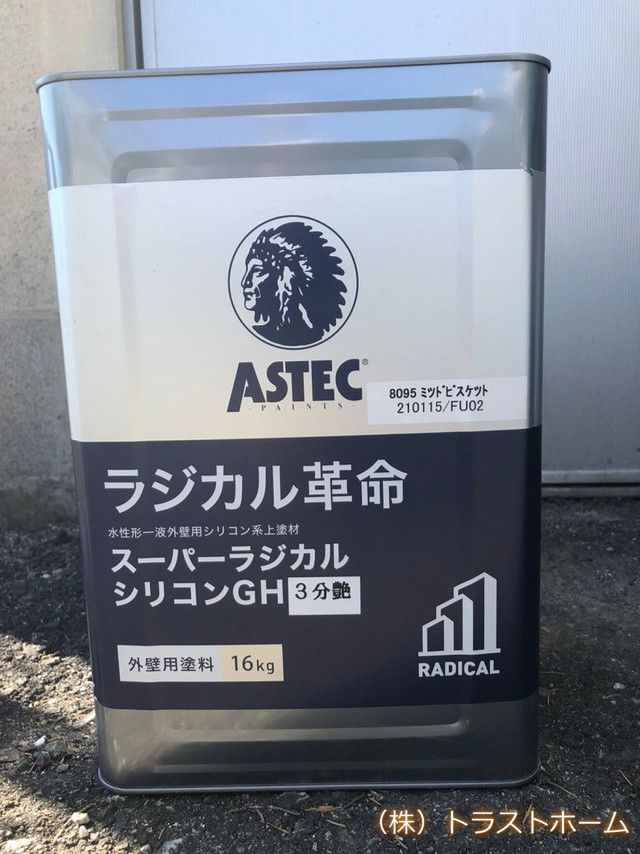 ASTEC®
- PAINTS -
8095 ミツドビスケツト
210115/FU02
ラジカル革命
水性形一液外壁用シリコン系上塗材
スーパーラジカル
シリコンGH 3分艶
外壁用塗料 16kg
RADICAL
（株）トラストホーム